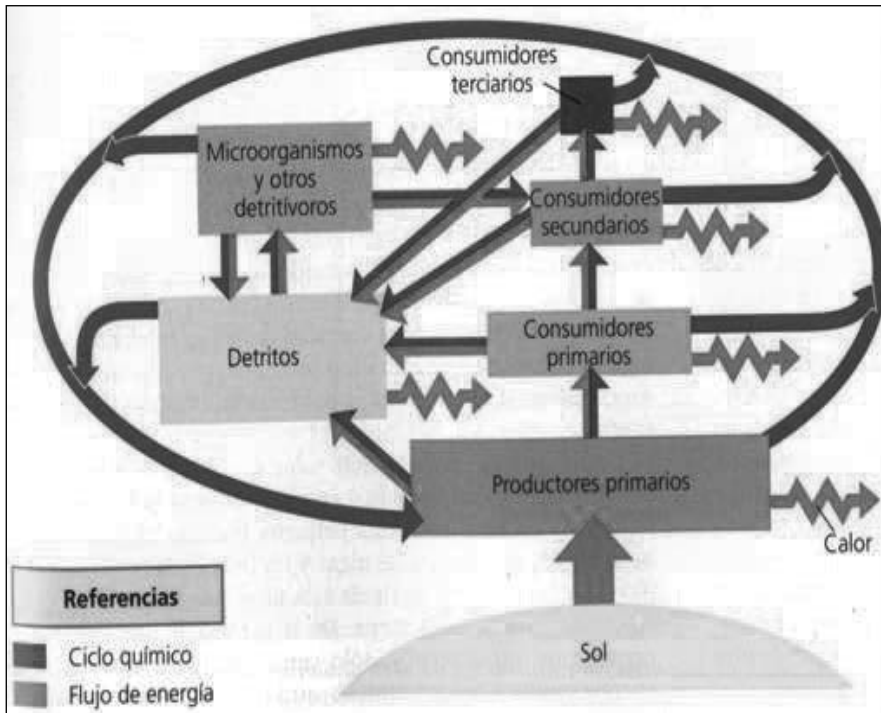 Consumidores
terciarios
Microorganismos
y otros
detritívoros
Consumidores
secundarios
Consumidores
primarios
Detritos
Productores primarios
Calor
Sol
Referencias
Ciclo químico
Flujo de energía